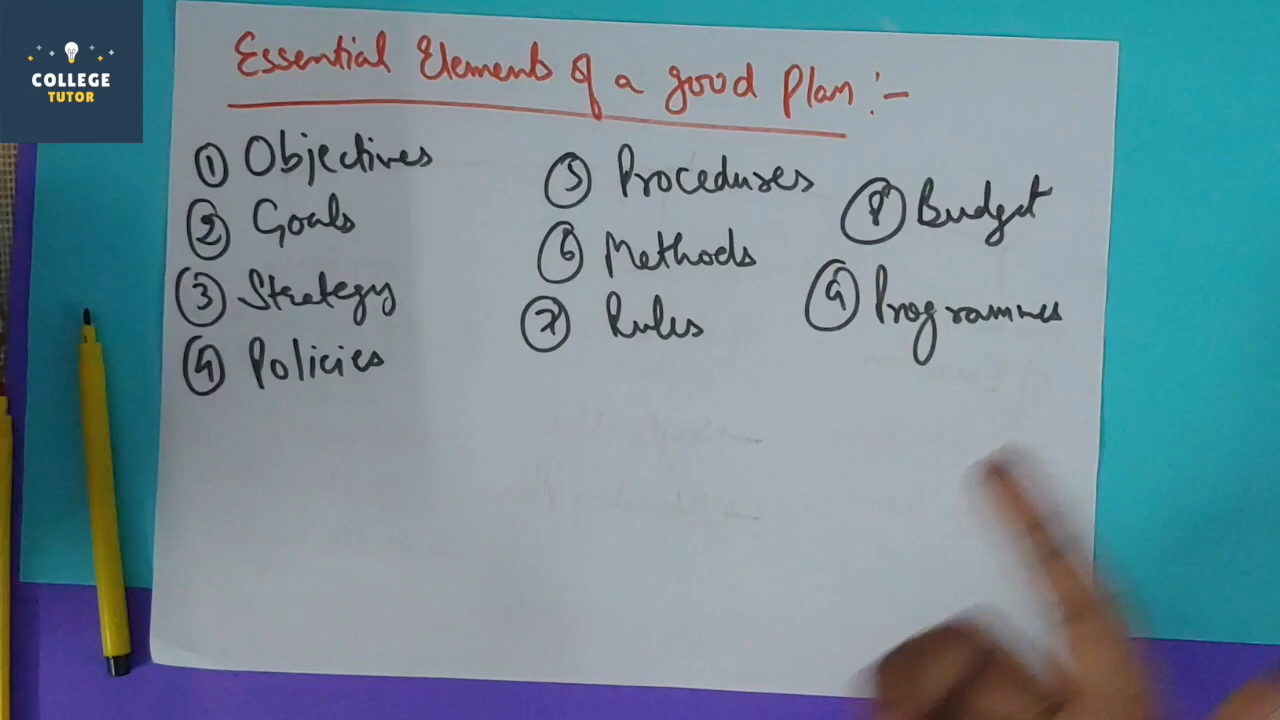 COLLEGE
TUTOR
Essential Elements of a good Plan :-
① Objectives
② Goals
③ Strategy
④ Policies
⑤ Procedures
⑥ Methods
⑦ Rules
⑧ Budget
⑨ Programmes